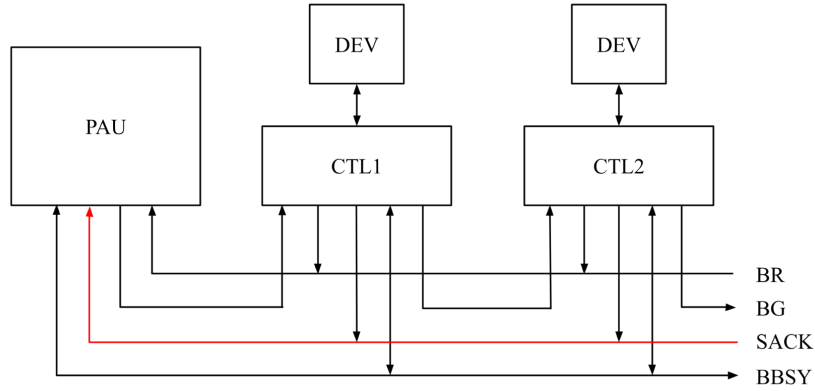 DEV
DEV
PAU
CTL1
CTL2
BR
BG
SACK
BBSY